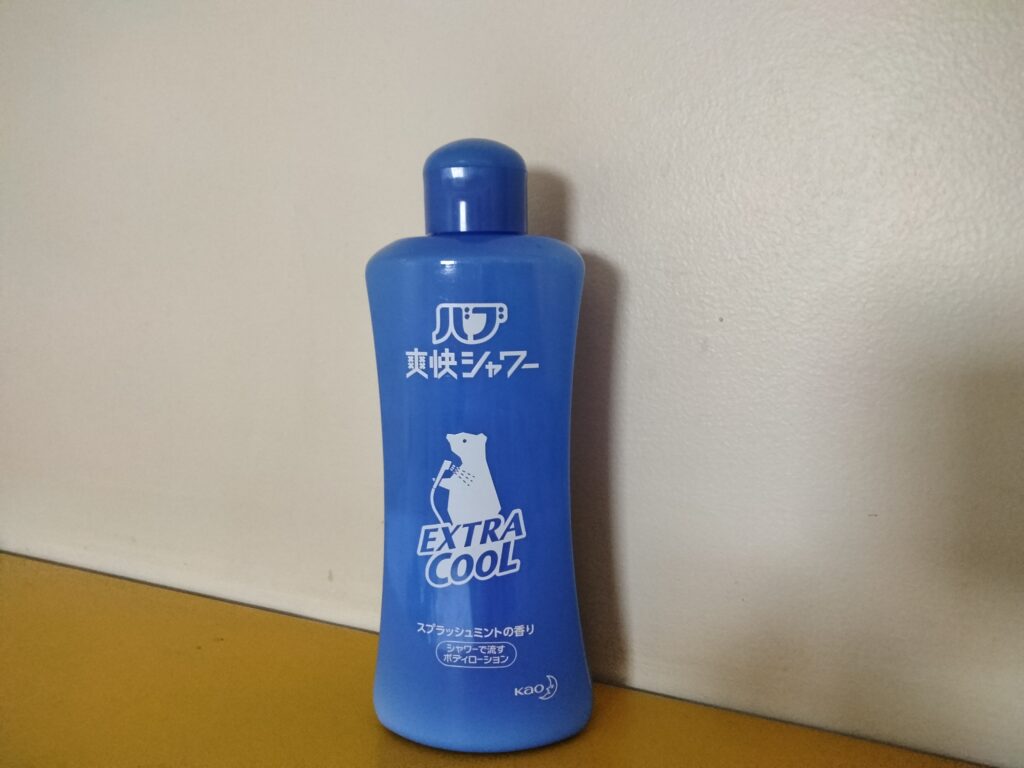 バブ
爽快シャワー
EXTRA
COOL
スプラッシュミントの香り
シャワーで流す
ボディローション
Kao